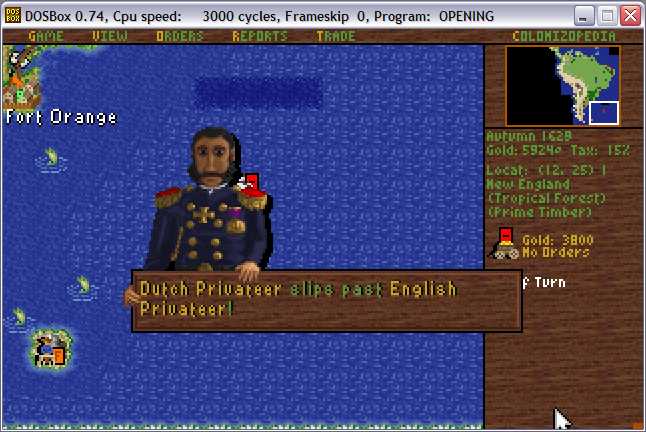 DOSBox 0.74, Cpu speed: 3000 cycles, Frameskip 0, Program: OPENING
GAME VIEW ORDERS REPORTS TRADE COLONIZOPEDIA
Fort Orange
Dutch Privateer slips past English
Privateer!
Autumn 1628
Gold: 5924 Tax: 15%
Locat: (12, 25) 1
New England
(Tropical Forest)
(Prime Timber)
Gold: 3800
No Orders
f Turn